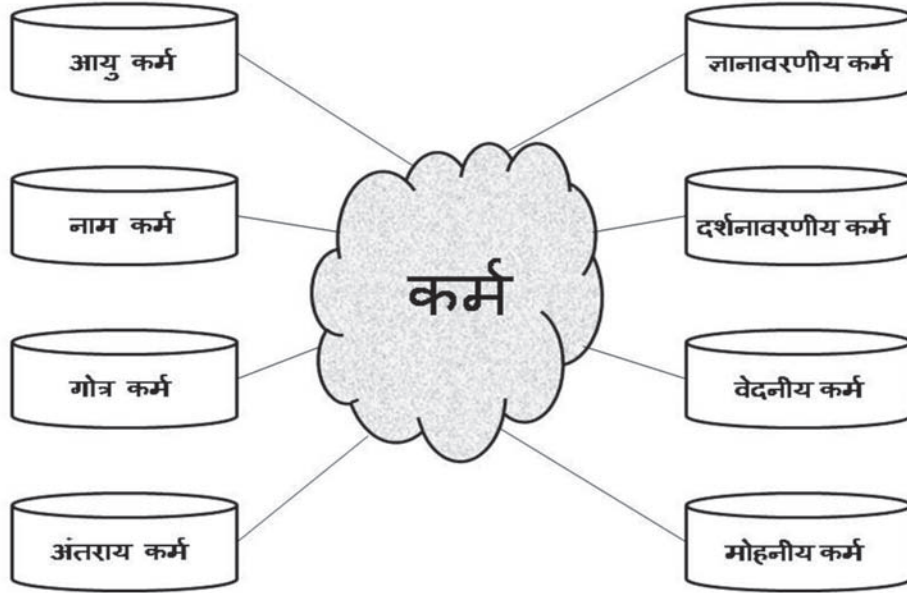 आयु कर्म
ज्ञानावरणीय कर्म
नाम कर्म
दर्शनावरणीय कर्म
कर्म
गोत्र कर्म
वेदनीय कर्म
अंतराय कर्म
मोहनीय कर्म